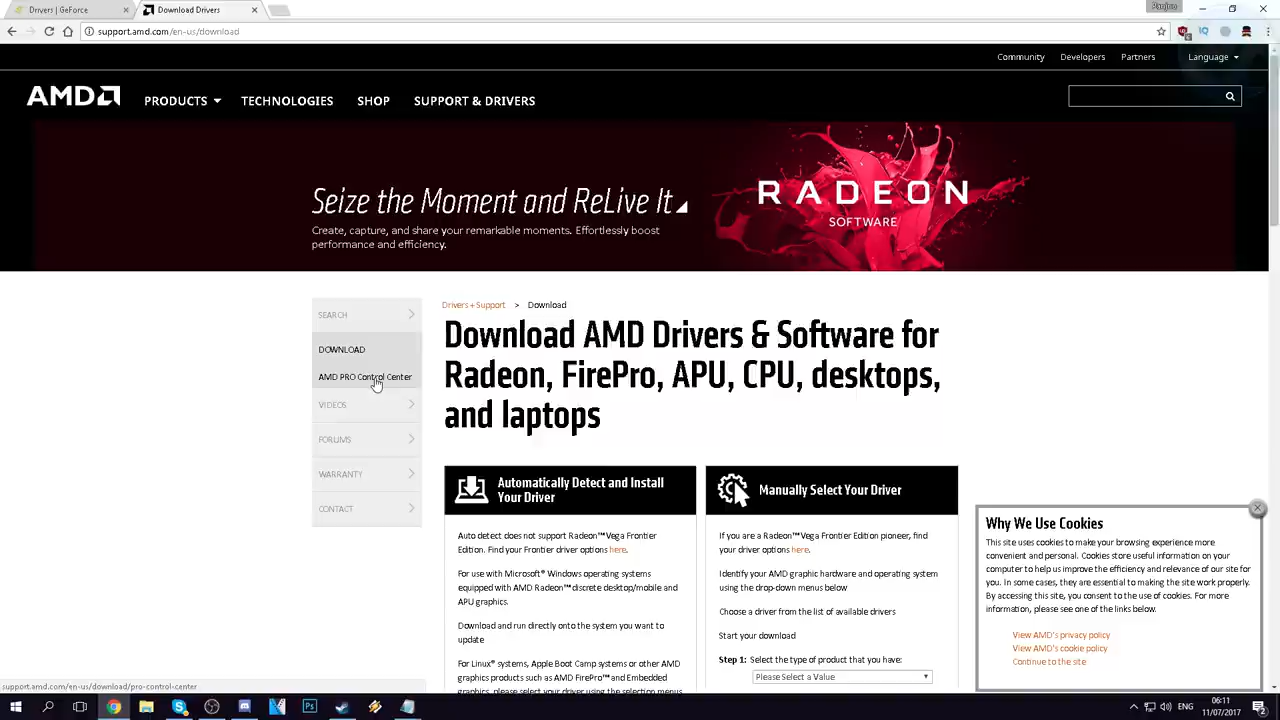 Drivers | GeForce
Download Drivers
Panjno
support.amd.com/en-us/download
Community
Developers
Partners
Language
AMD
PRODUCTS
TECHNOLOGIES
SHOP
SUPPORT & DRIVERS
Seize the Moment and ReLive It
Create, capture, and share your remarkable moments. Effortlessly boost
performance and efficiency.
RADEON
SOFTWARE
SEARCH
DOWNLOAD
AMD PRO Control Center
VIDEOS
FORUMS
WARRANTY
CONTACT
Drivers + Support > Download
Download AMD Drivers & Software for
Radeon, FirePro, APU, CPU, desktops,
and laptops
Automatically Detect and Install
Your Driver
Auto detect does not support Radeon™ Vega Frontier
Edition. Find your Frontier driver options here.
For use with Microsoft® Windows operating systems
equipped with AMD Radeon™ discrete desktop/mobile and
APU graphics.
Download and run directly onto the system you want to
update
For Linux® systems, Apple Boot Camp systems or other AMD
graphics products such as AMD FirePro™ and Embedded
graphics, please select your driver using the selection menus
Manually Select Your Driver
If you are a Radeon™ Vega Frontier Edition pioneer, find
your driver options here.
Identify your AMD graphic hardware and operating system
using the drop-down menus below
Choose a driver from the list of available drivers
Start your download
Step 1: Select the type of product that you have:
Please Select a Value
Why We Use Cookies
This site uses cookies to make your browsing experience more
convenient and personal. Cookies store useful information on your
computer to help us improve the efficiency and relevance of our site for
you. In some cases, they are essential to making the site work properly.
By accessing this site, you consent to the use of cookies. For more
information, please see one of the links below.
View AMD's privacy policy
View AMD's cookie policy
Continue to the site
support.amd.com/en-us/download/pro-control-center
ENG
06:11
11/07/2017